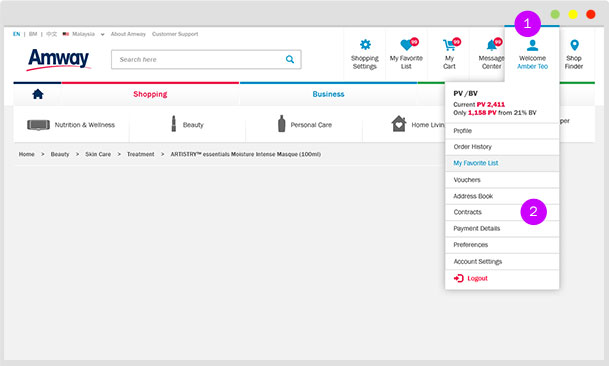 1
EN | BM | 中文 Malaysia About Amway Customer Support
Amway
Search here
Shopping Settings
99
My Favorite List
99
My Cart
99
Message Center
Welcome Amber Teo
Shop Finder
Shopping
Business
Nutrition & Wellness
Beauty
Personal Care
Home Livin
per
Home > Beauty > Skin Care > Treatment > ARTISTRY™ essentials Moisture Intense Masque (100ml)
PV /BV
Current PV 2,411
Only 1,158 PV from 21% BV
Profile
Order History
My Favorite List
Vouchers
Address Book
Contracts
2
Payment Details
Preferences
Account Settings
Logout